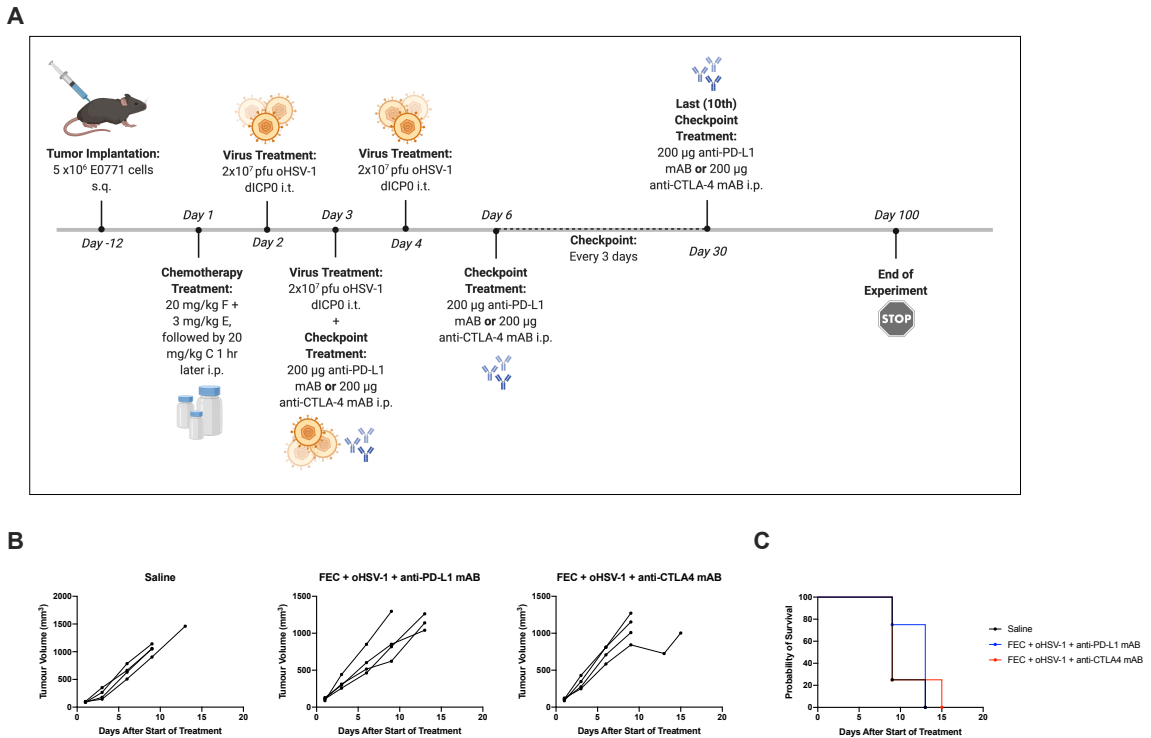 A
Tumor Implantation:
5 x10⁶ E0771 cells
s.q.
Virus Treatment:
2x10⁷ pfu oHSV-1
dICP0 i.t.
Virus Treatment:
2x10⁷ pfu oHSV-1
dICP0 i.t.
Last (10th)
Checkpoint
Treatment:
200 µg anti-PD-L1
mAB or 200 µg
anti-CTLA-4 mAB i.p.
Day -12
Day 1
Day 2
Day 3
Day 4
Day 6
Checkpoint:
Every 3 days
Day 30
Day 100
Chemotherapy
Treatment:
20 mg/kg F +
3 mg/kg E,
followed by 20
mg/kg C 1 hr
later i.p.
Virus Treatment:
2x10⁷ pfu oHSV-1
dICP0 i.t.
+
Checkpoint
Treatment:
200 µg anti-PD-L1
mAB or 200 µg
anti-CTLA-4 mAB i.p.
Checkpoint
Treatment:
200 µg anti-PD-L1
mAB or 200 µg
anti-CTLA-4 mAB i.p.
End of
Experiment
STOP
B
Saline
Tumour Volume (mm³)
2000
1500
1000
500
0
0 5 10 15 20
Days After Start of Treatment
FEC + oHSV-1 + anti-PD-L1 mAB
Tumour Volume (mm³)
1500
1000
500
0
0 5 10 15 20
Days After Start of Treatment
FEC + oHSV-1 + anti-CTLA4 mAB
Tumour Volume (mm³)
1500
1000
500
0
0 5 10 15 20
Days After Start of Treatment
C
Probability of Survival
100
80
60
40
20
0
0 5 10 15 20
Days After Start of Treatment
Saline
FEC + oHSV-1 + anti-PD-L1 mAB
FEC + oHSV-1 + anti-CTLA4 mAB